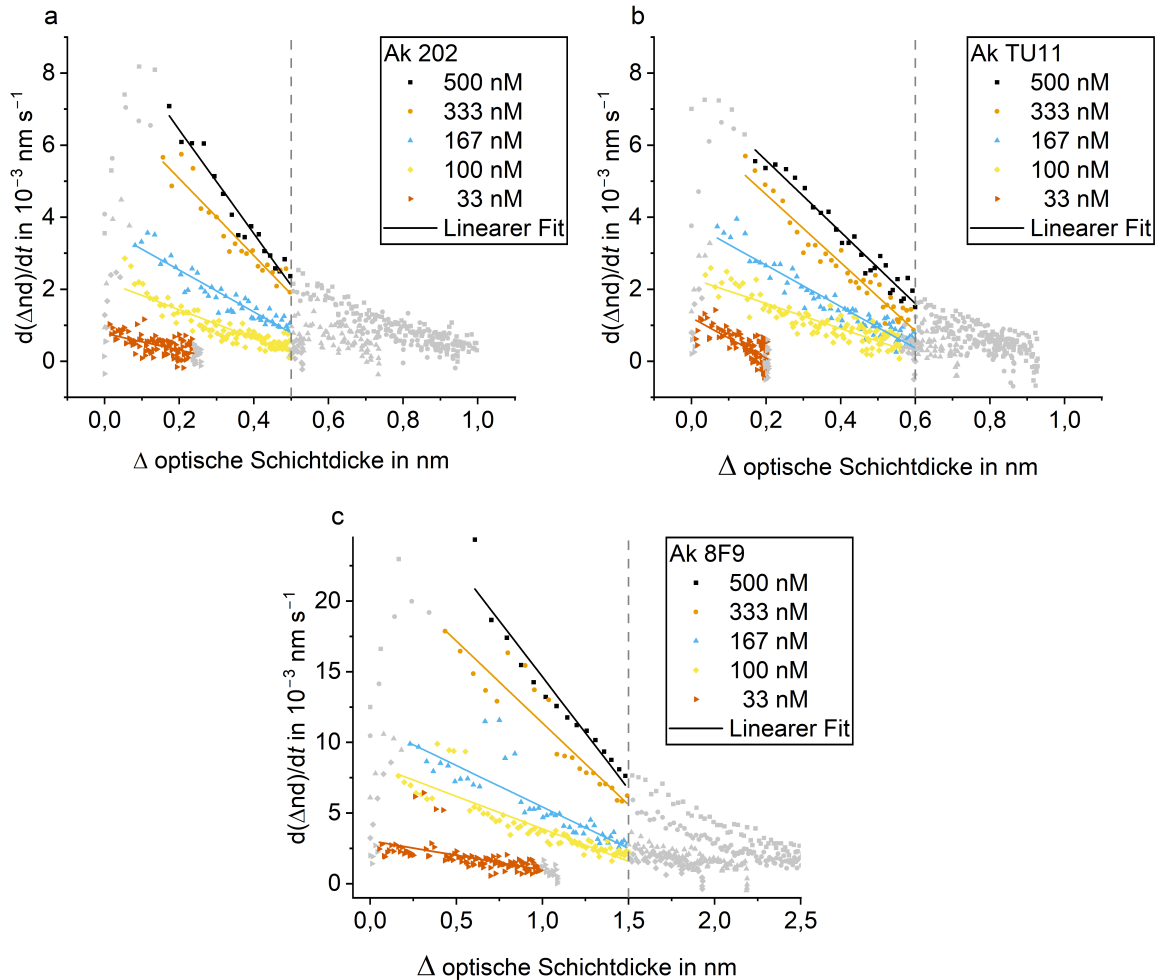 a
d(Δnd)/dt in 10⁻³ nm s⁻¹
8
6
4
2
0
0,0 0,2 0,4 0,6 0,8 1,0
Δ optische Schichtdicke in nm
Ak 202
500 nM
333 nM
167 nM
100 nM
33 nM
Linearer Fit
b
d(Δnd)/dt in 10⁻³ nm s⁻¹
8
6
4
2
0
0,0 0,2 0,4 0,6 0,8 1,0
Δ optische Schichtdicke in nm
Ak TU11
500 nM
333 nM
167 nM
100 nM
33 nM
Linearer Fit
c
d(Δnd)/dt in 10⁻³ nm s⁻¹
20
15
10
5
0
0,0 0,5 1,0 1,5 2,0 2,5
Δ optische Schichtdicke in nm
Ak 8F9
500 nM
333 nM
167 nM
100 nM
33 nM
Linearer Fit